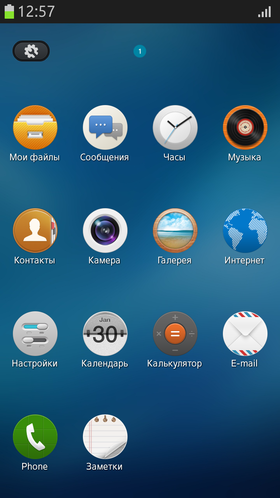 12:57
1
Мои файлы Сообщения Часы Музыка
Контакты Камера Галерея Интернет
Jan
30
Настройки Календарь Калькулятор E-mail
Phone Заметки